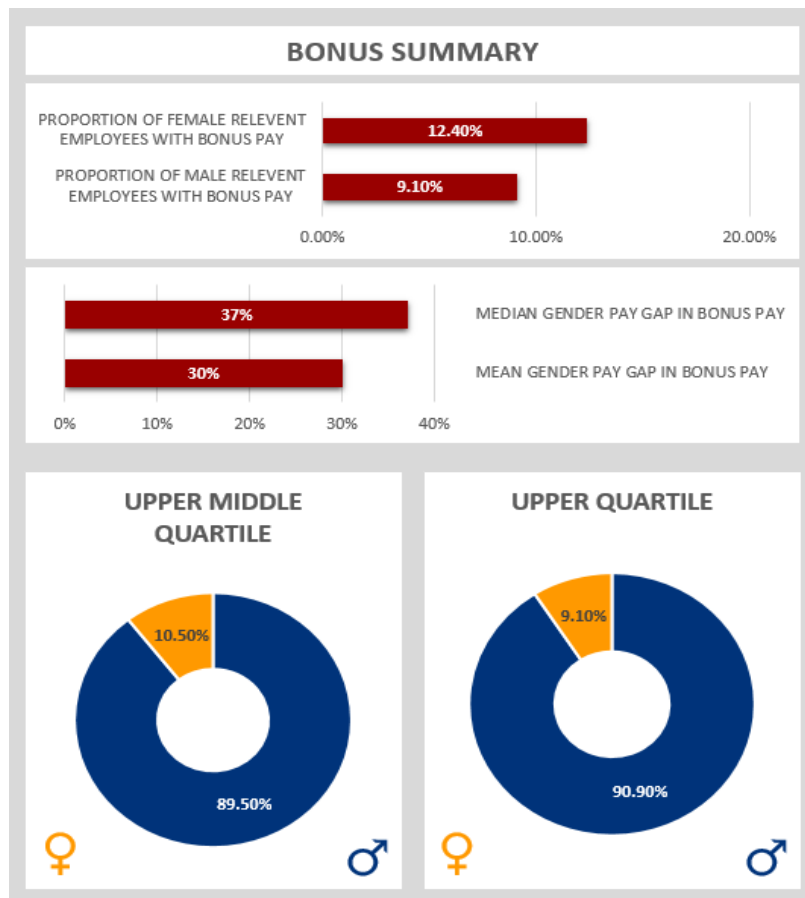 BONUS SUMMARY
PROPORTION OF FEMALE RELEVENT
EMPLOYEES WITH BONUS PAY
12.40%
PROPORTION OF MALE RELEVENT
EMPLOYEES WITH BONUS PAY
9.10%
0.00%
10.00%
20.00%
37%
MEDIAN GENDER PAY GAP IN BONUS PAY
30%
MEAN GENDER PAY GAP IN BONUS PAY
0%
10%
20%
30%
40%
UPPER MIDDLE
QUARTILE
10.50%
89.50%
♀
♂
UPPER QUARTILE
9.10%
90.90%
♀
♂